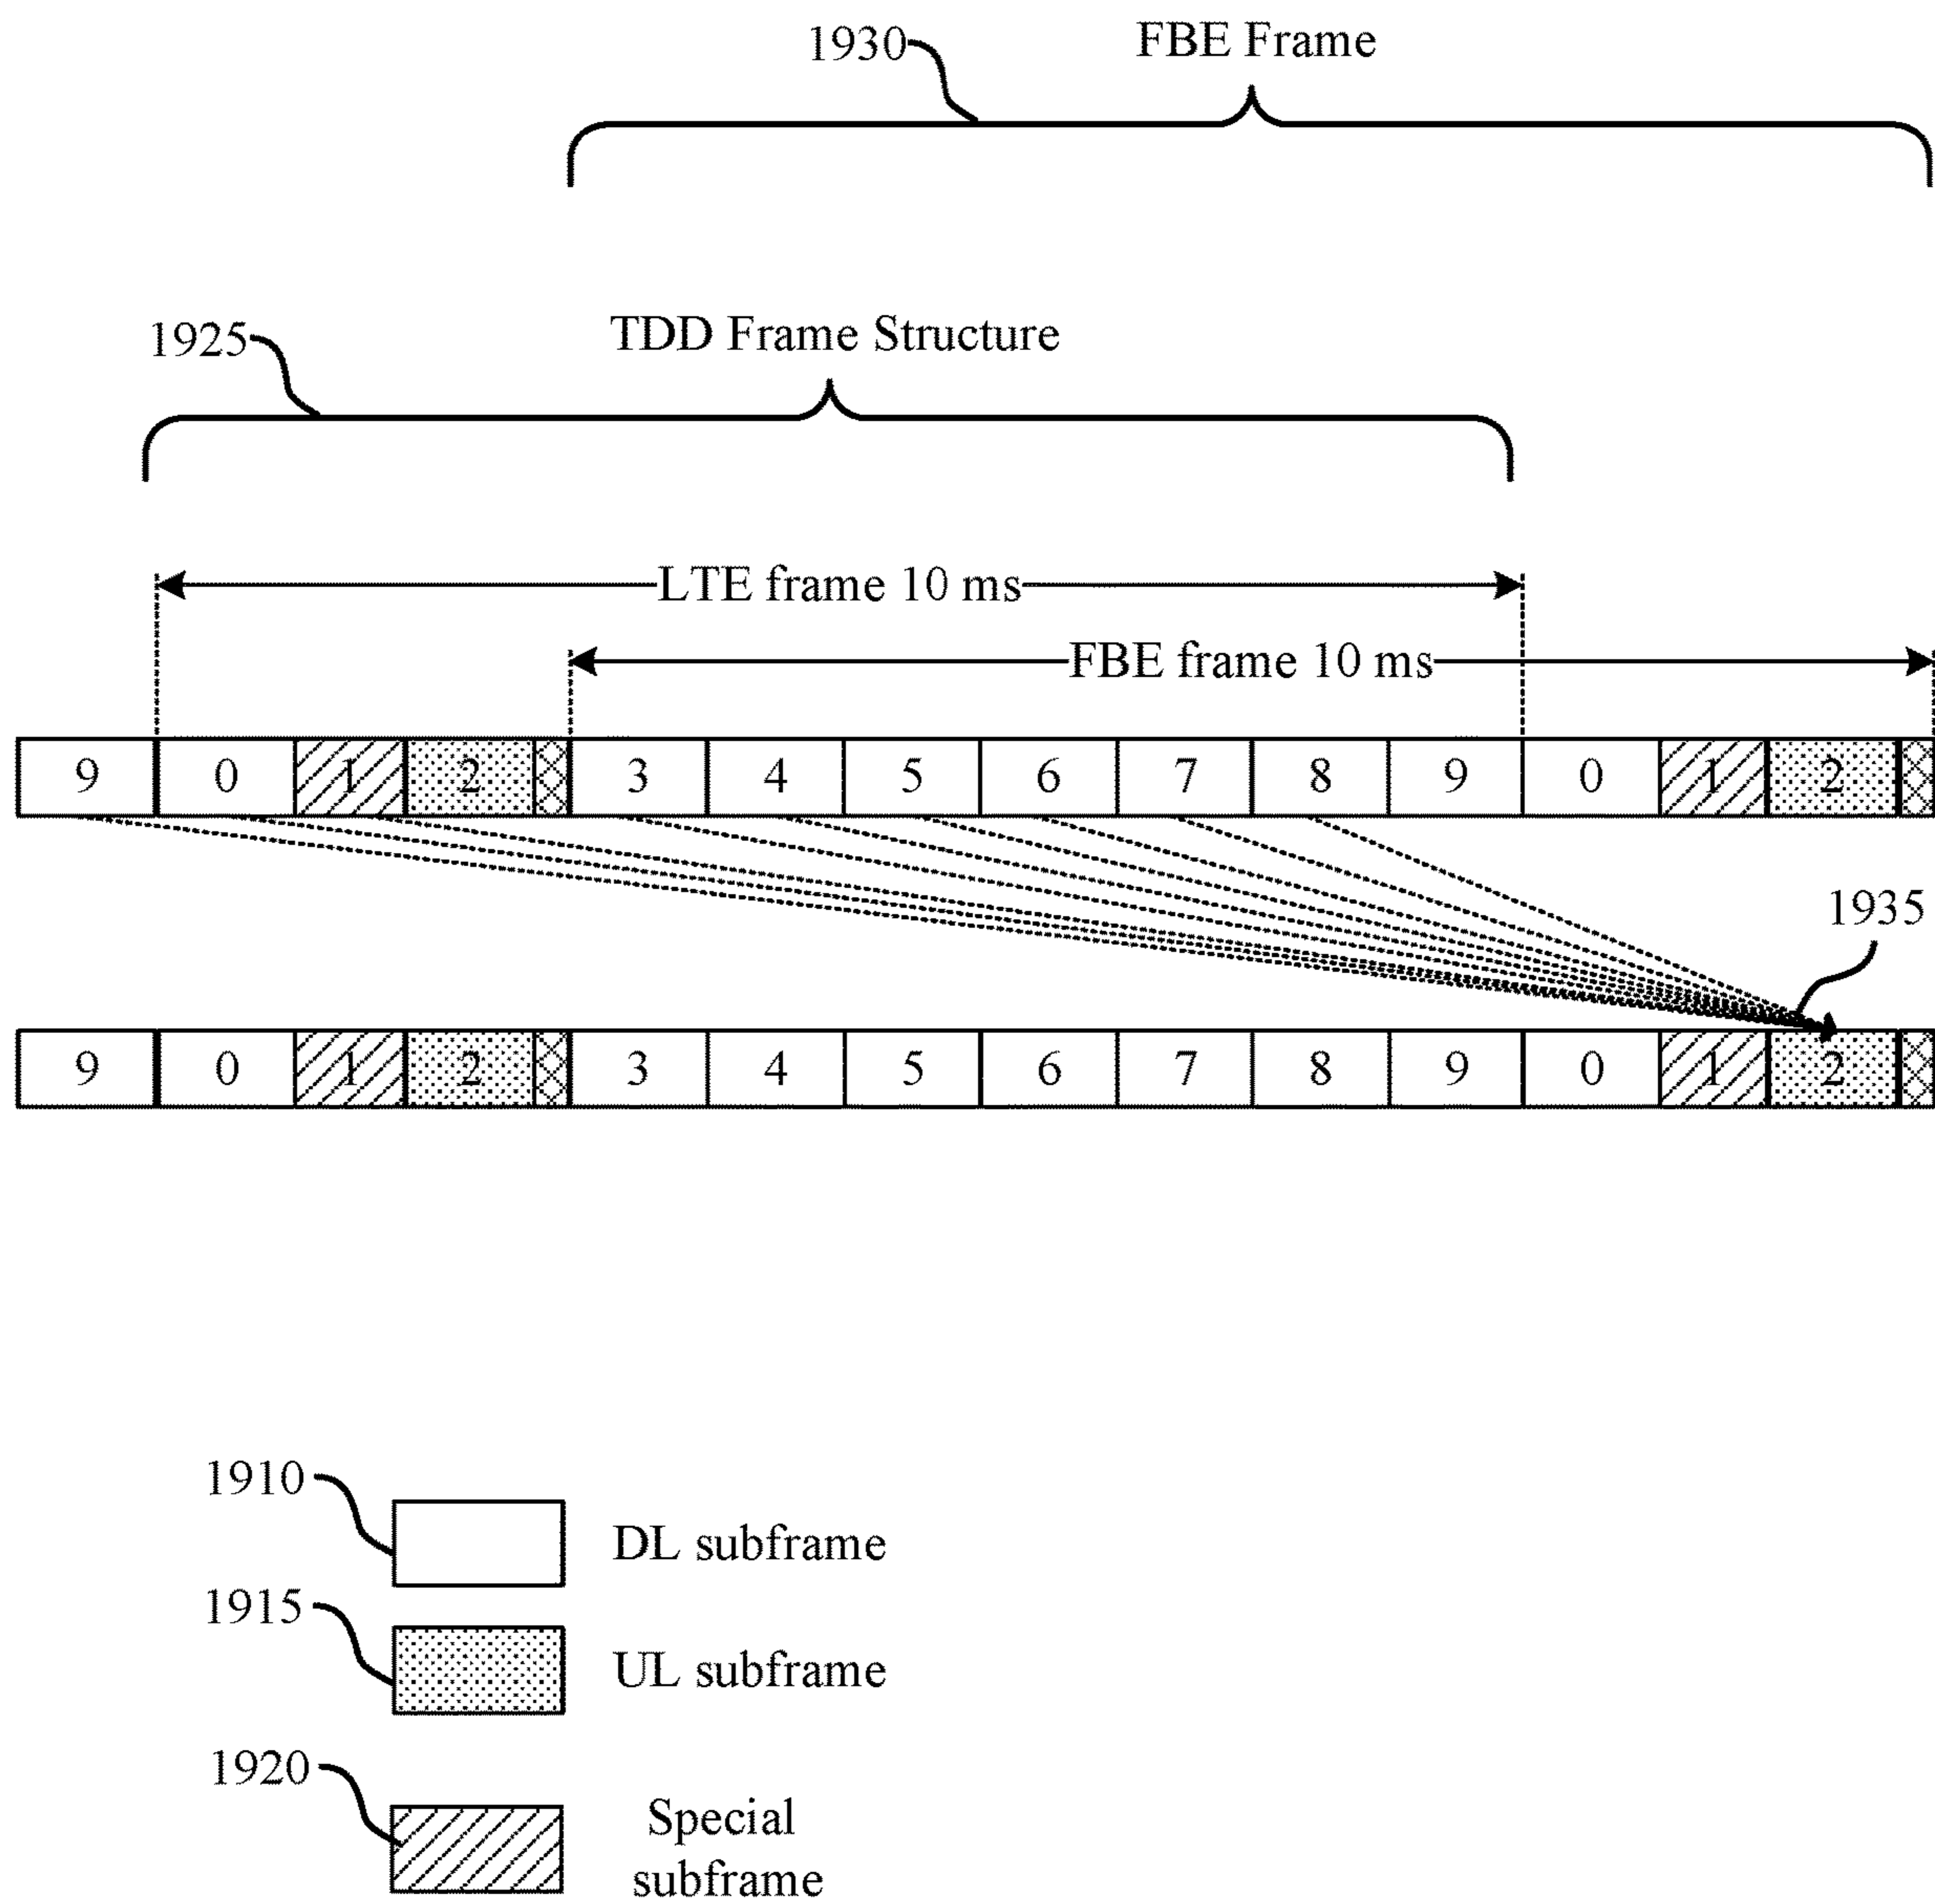 1930 FBE Frame
1925 TDD Frame Structure
LTE frame 10 ms
FBE frame 10 ms
9 0 1 2 3 4 5 6 7 8 9 0 1 2
1935
9 0 1 2 3 4 5 6 7 8 9 0 1 2
1910 DL subframe
1915 UL subframe
1920 Special
subframe